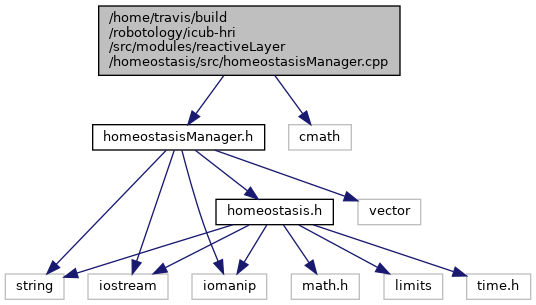 /home/travis/build
/robotology/icub-hri
/src/modules/reactiveLayer
/homeostasis/src/homeostasisManager.cpp
homeostasisManager.h
cmath
homeostasis.h
vector
string
iostream
iomanip
math.h
limits
time.h